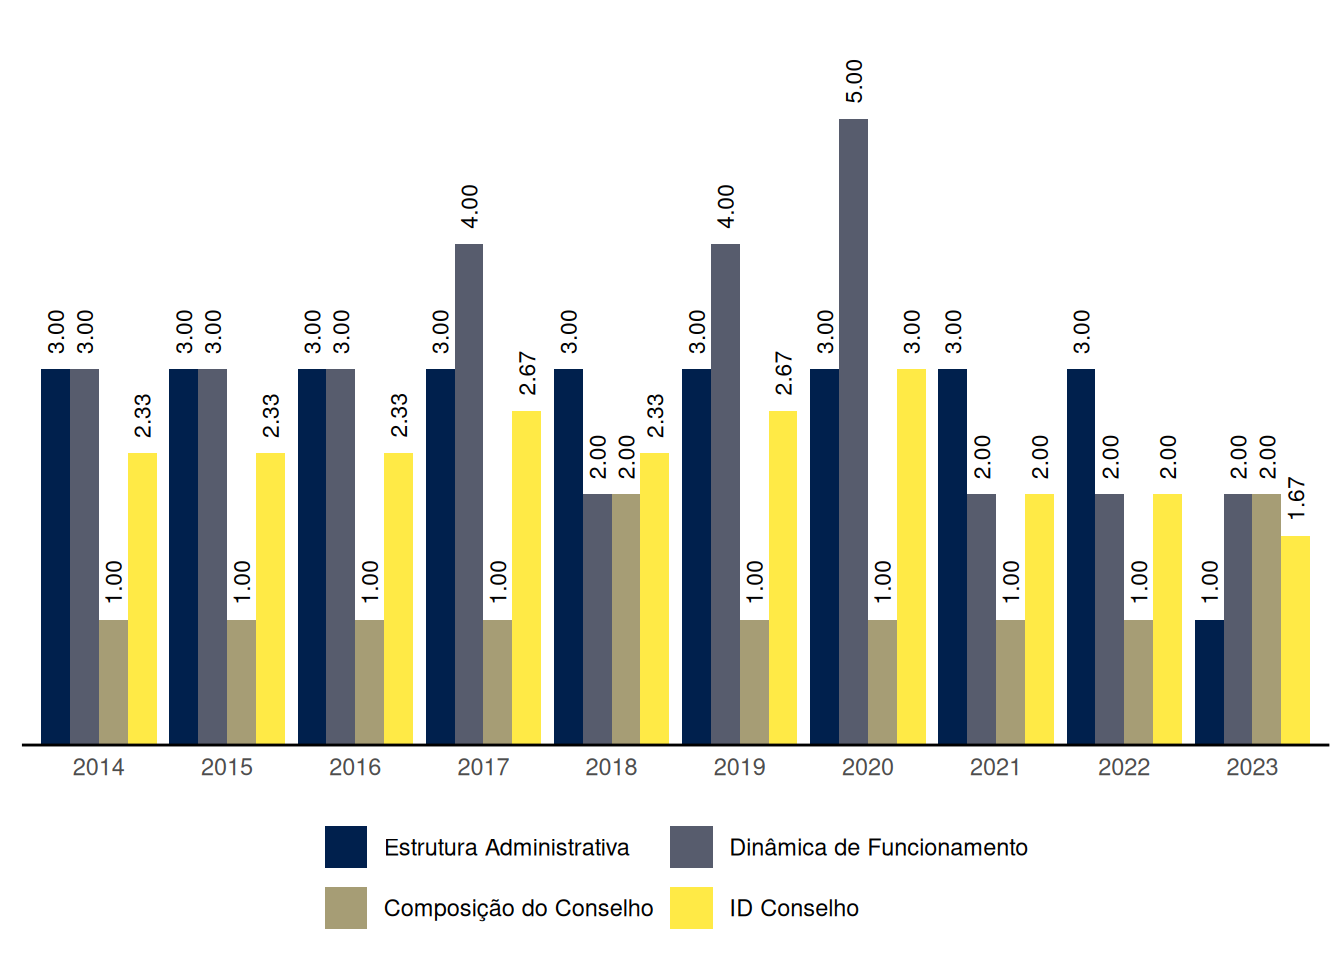 5.00
4.00 4.00
3.00 3.00 3.00 3.00 3.00 3.00 3.00 3.00 3.00 3.00 3.00 3.00 3.00
2.67 2.67
2.33 2.33 2.33 2.33
2.00 2.00 2.00 2.00 2.00 2.00 2.00 2.00
1.67
1.00 1.00 1.00 1.00 1.00 1.00 1.00 1.00 1.00
2014 2015 2016 2017 2018 2019 2020 2021 2022 2023
Estrutura Administrativa Dinâmica de Funcionamento
Composição do Conselho ID Conselho